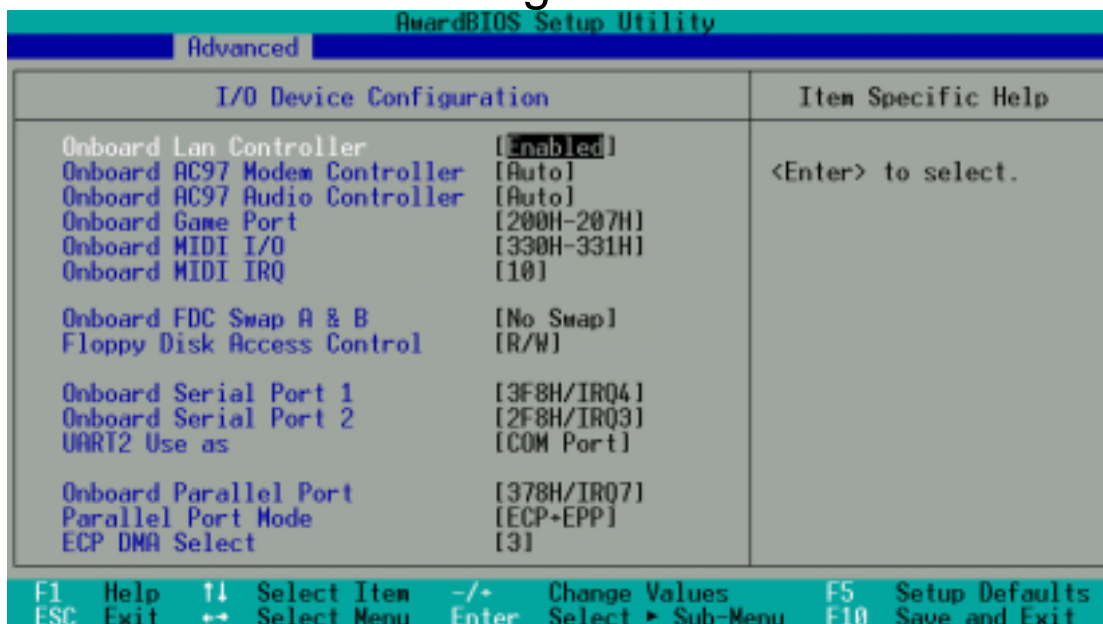 AwardBIOS Setup Utility
Advanced
I/O Device Configuration
Item Specific Help
Onboard Lan Controller [Enabled]
<Enter> to select.
Onboard AC97 Modem Controller [Auto]
Onboard AC97 Audio Controller [Auto]
Onboard Game Port [200H-207H]
Onboard MIDI I/O [330H-331H]
Onboard MIDI IRQ [10]
Onboard FDC Swap A & B [No Swap]
Floppy Disk Access Control [R/W]
Onboard Serial Port 1 [3F8H/IRQ4]
Onboard Serial Port 2 [2F8H/IRQ3]
UART2 Use as [COM Port]
Onboard Parallel Port [378H/IRQ7]
Parallel Port Mode [ECP+EPP]
ECP DMA Select [3]
F1 Help ↑↓ Select Item -/+ Change Values F5 Setup Defaults
ESC Exit ←→ Select Menu Enter Select ► Sub-Menu F10 Save and Exit